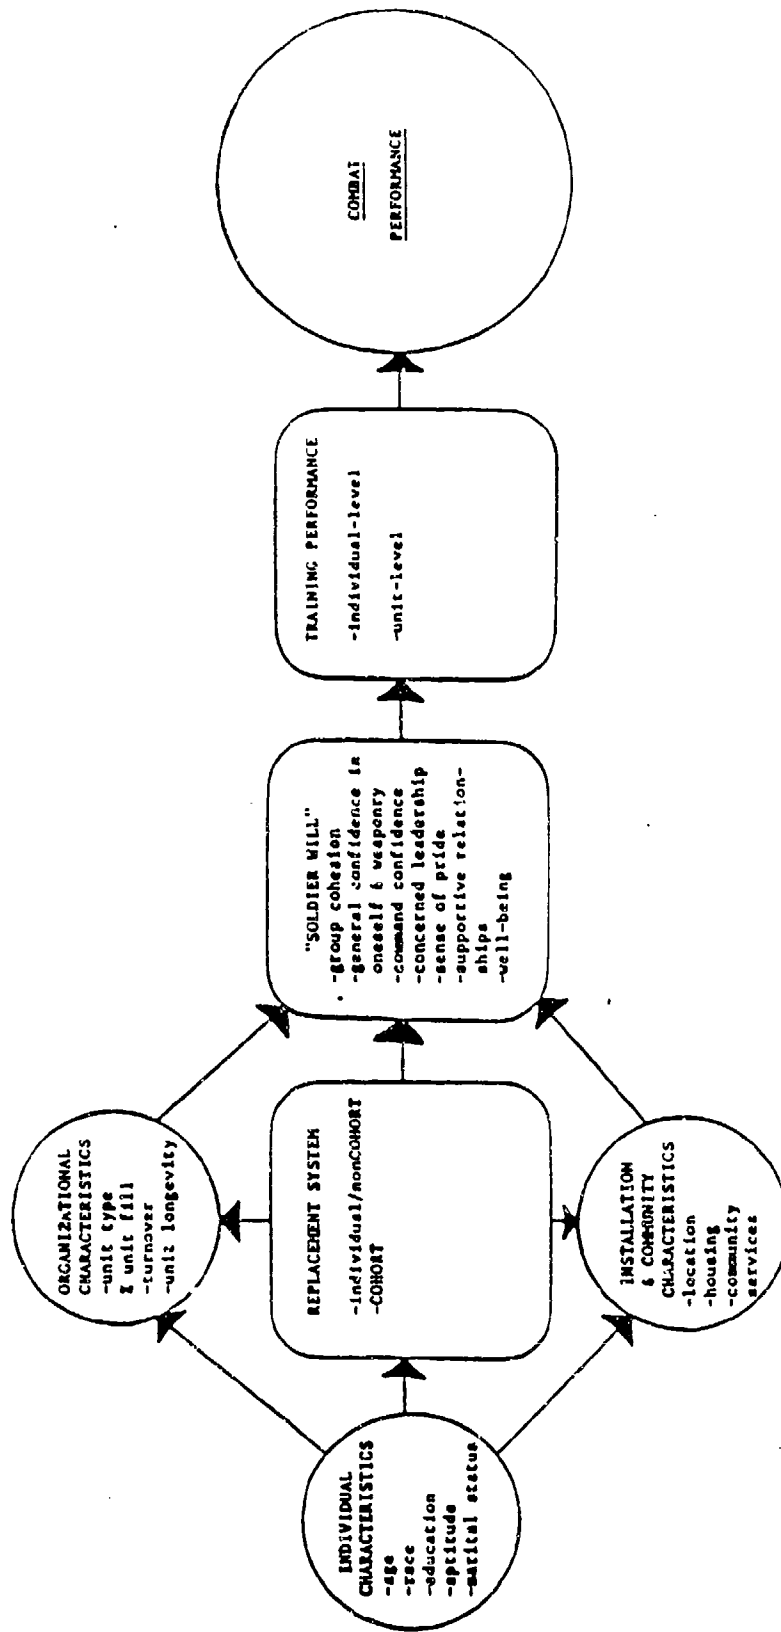 INDIVIDUAL
CHARACTERISTICS
-age
-race
-education
-aptitude
-marital status
ORGANIZATIONAL
CHARACTERISTICS
-unit type
% unit fill
-turnover
-unit longevity
REPLACEMENT SYSTEM
-individual/nonCOHORT
-COHORT
INSTALLATION
& COMMUNITY
CHARACTERISTICS
-location
-housing
-community
services
"SOLDIER WILL"
-group cohesion
-general confidence in
oneself & weaponry
-command confidence
-concerned leadership
-sense of pride
-supportive relation-
ships
-well-being
TRAINING PERFORMANCE
-individual-level
-unit-level
COMBAT
PERFORMANCE